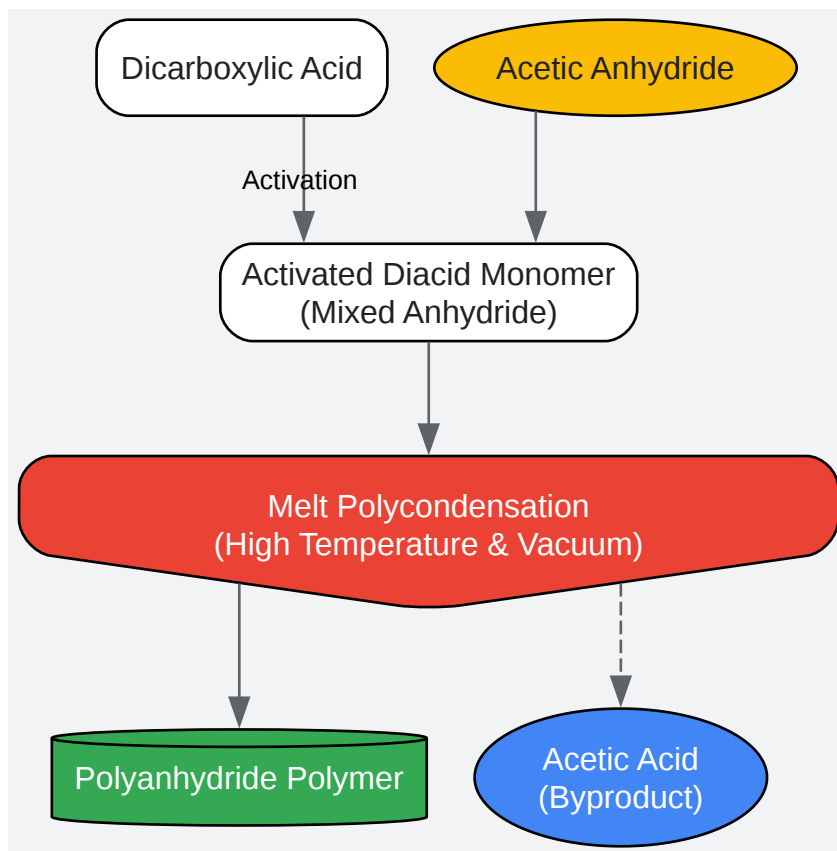 Dicarboxylic Acid
Acetic Anhydride
Activation
Activated Diacid Monomer
(Mixed Anhydride)
Melt Polycondensation
(High Temperature & Vacuum)
Polyanhydride Polymer
Acetic Acid
(Byproduct)